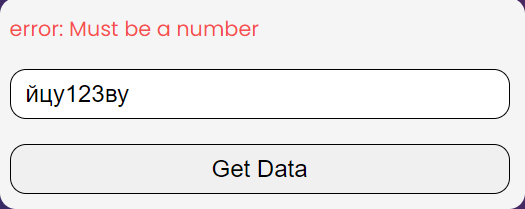 error: Must be a number
йцу123ву
Get Data